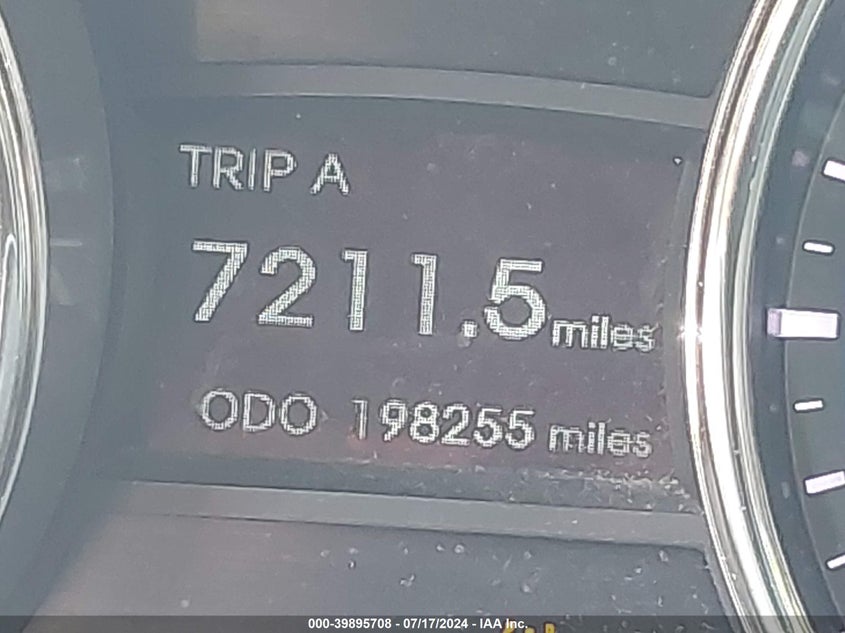 TRIP A
7211.5 miles
ODO 198255 miles
000-39895708 - 07/17/2024 - IAA Inc.